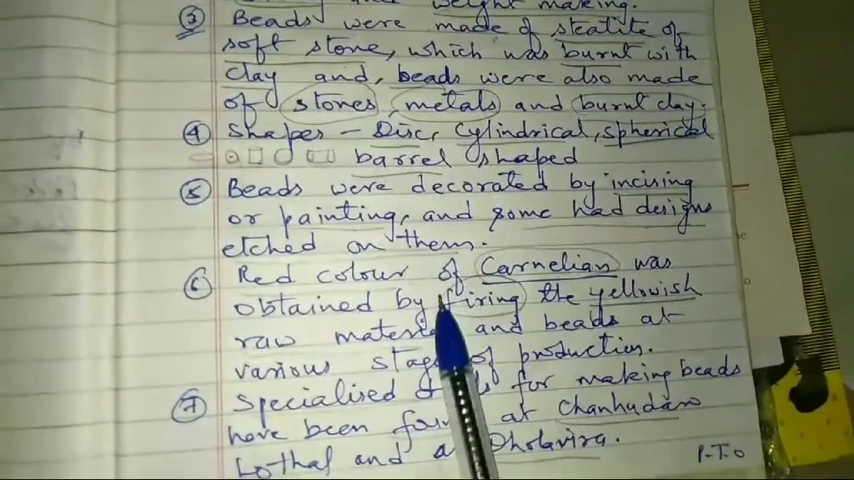 and weight making.
③ Beads were made of steatite of
soft stone, which was burnt with
clay and, beads were also made
of stones, metals and burnt clay.
④ Shapes - Disc, Cylindrical, spherical
barrel shaped
⑤ Beads were decorated by incising
or painting, and some had designs
etched on them.
⑥ Red colour of Carnelian was
obtained by firing the yellowish
raw material and beads at
various stages of production.
⑦ Specialised for making beads
have been found at Chanhudaro
Lothal and Dholavira.
P-T-O